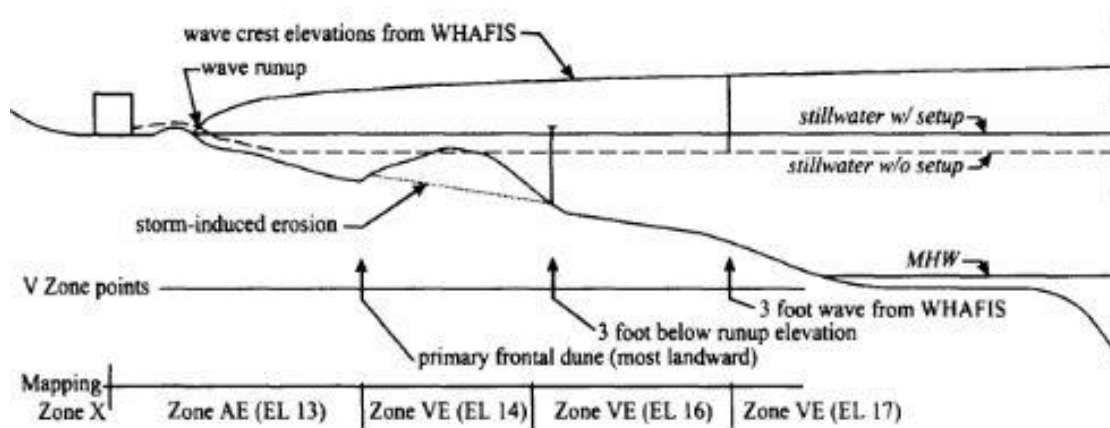 wave crest elevations from WHAFIS
wave runup
stillwater w/ setup
stillwater w/o setup
storm-induced erosion
MHW
V Zone points
3 foot wave from WHAFIS
3 foot below runup elevation
primary frontal dune (most landward)
Mapping
Zone X Zone AE (EL 13) Zone VE (EL 14) Zone VE (EL 16) Zone VE (EL 17)